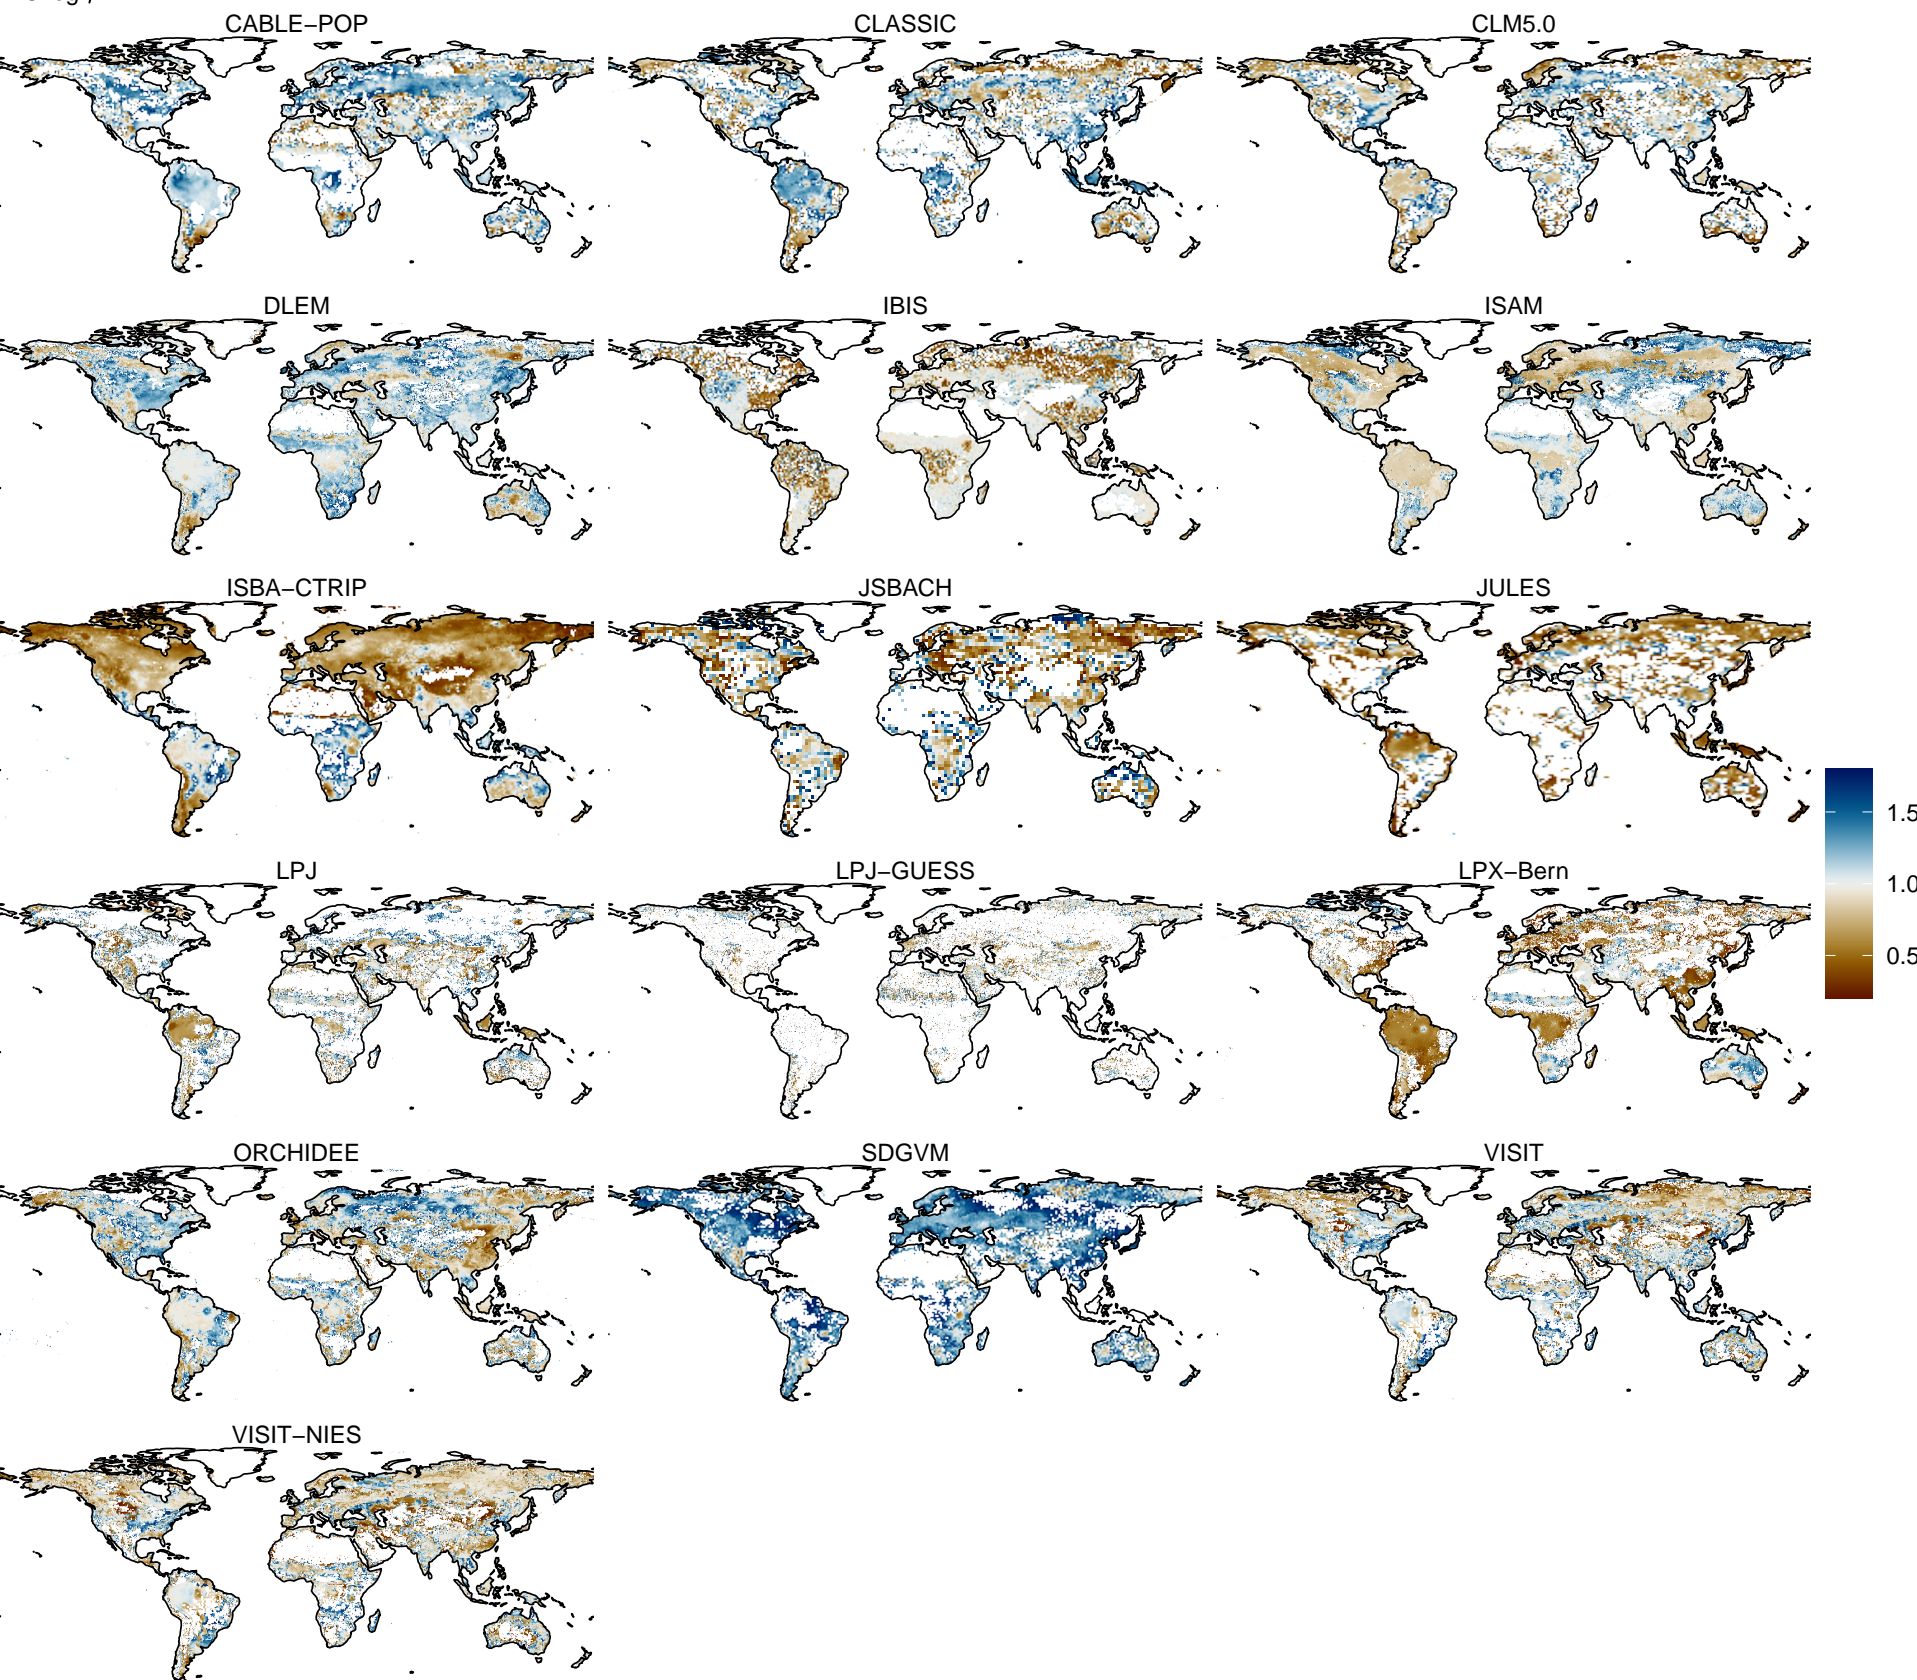 CABLE−POP CLASSIC CLM5.0
DLEM IBIS ISAM
ISBA−CTRIP JSBACH JULES
1.5
LPJ LPJ−GUESS LPX−Bern
1.0
0.5
ORCHIDEE SDGVM VISIT
VISIT−NIES